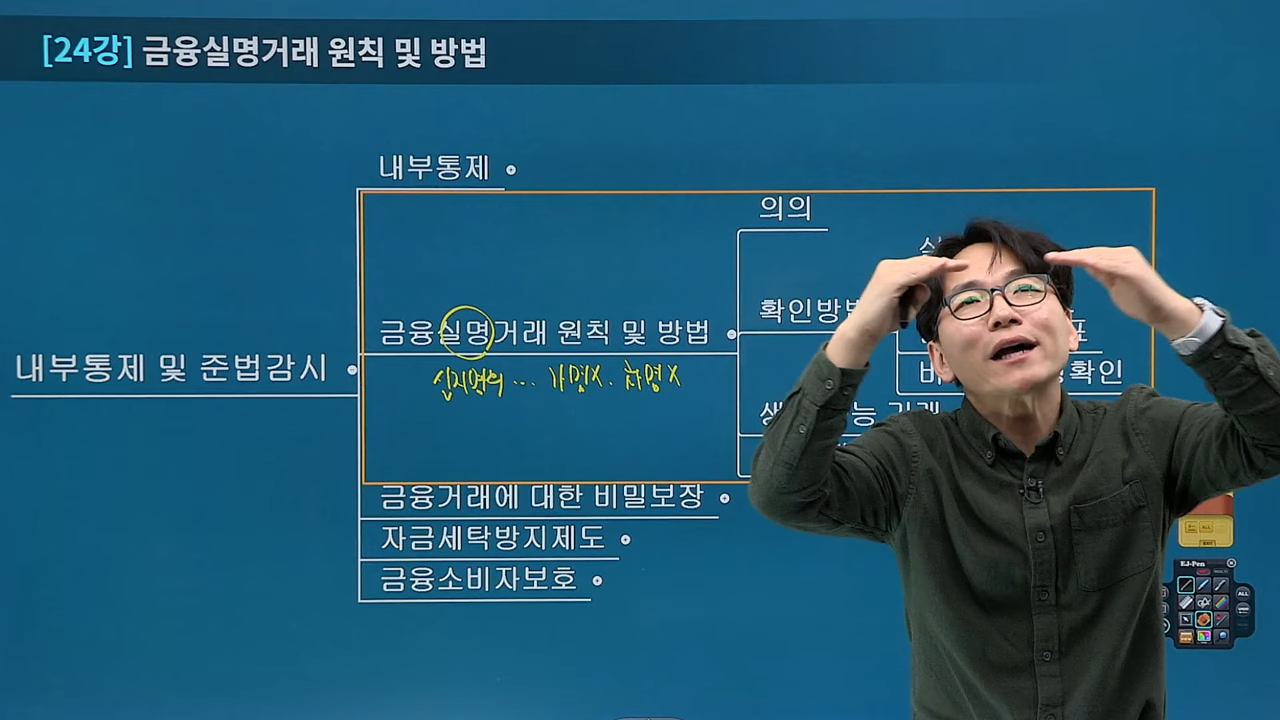 [24강] 금융실명거래 원칙 및 방법
내부통제
의의
확인방법
금융실명거래 원칙 및 방법
내부통제 및 준법감시
실지명의 ... 가명X. 차명X
금융거래에 대한 비밀보장
자금세탁방지제도
금융소비자보호
EJ-Pen
ALL